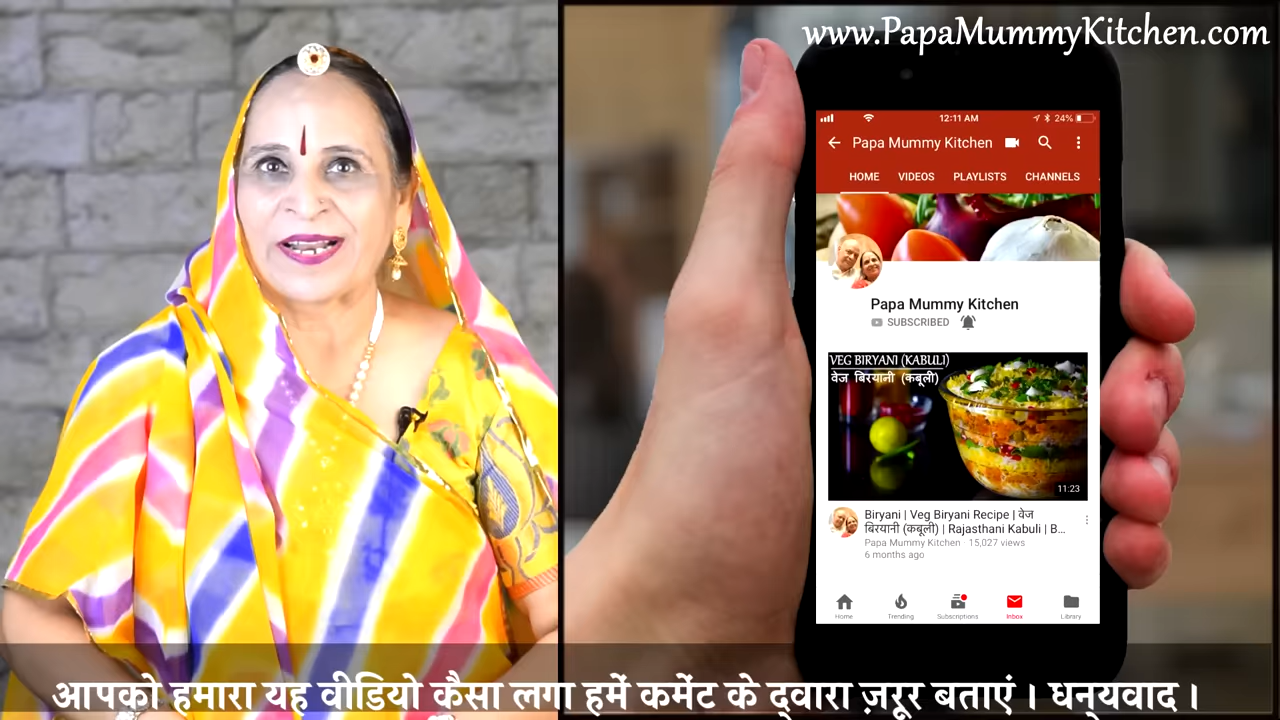 www.PapaMummyKitchen.com
12:11 AM 24%
Papa Mummy Kitchen
HOME VIDEOS PLAYLISTS CHANNELS
Papa Mummy Kitchen
SUBSCRIBED
VEG BIRYANI (KABULI)
वेज बिरयानी (कबूली)
11:23
Biryani | Veg Biryani Recipe | वेज
बिरयानी (कबूली) | Rajasthani Kabuli | B...
Papa Mummy Kitchen 15,027 views
6 months ago
Home Trending Subscriptions Inbox Library
आपको हमारा यह वीडियो कैसा लगा हमें कमेंट के द्वारा ज़रूर बताएं। धन्यवाद।